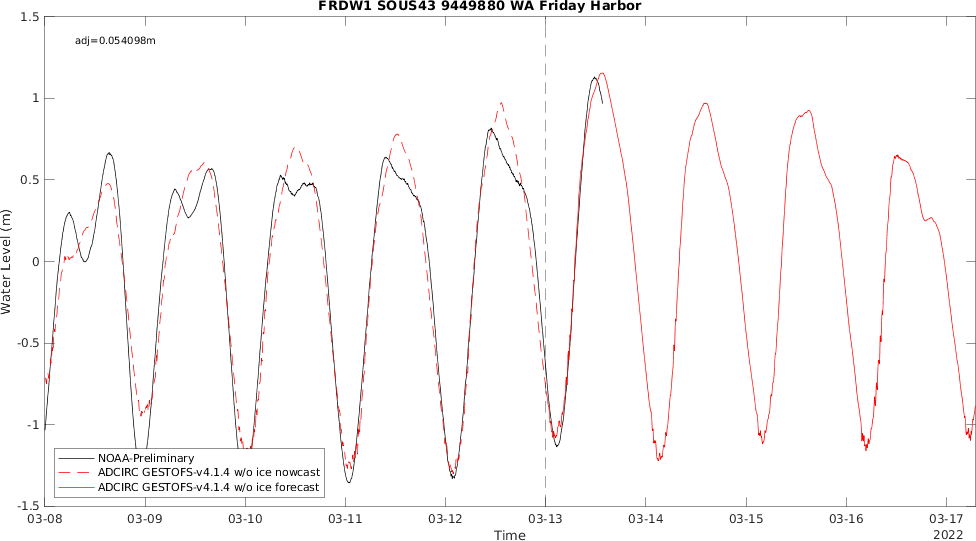 FRDW1 SOUS43 9449880 WA Friday Harbor
adj=0.054098m
1.5
1
0.5
0
-0.5
-1
-1.5
Water Level (m)
NOAA-Preliminary
ADCIRC GESTOFS-v4.1.4 w/o ice nowcast
ADCIRC GESTOFS-v4.1.4 w/o ice forecast
03-08 03-09 03-10 03-11 03-12 03-13 03-14 03-15 03-16 03-17
Time
2022